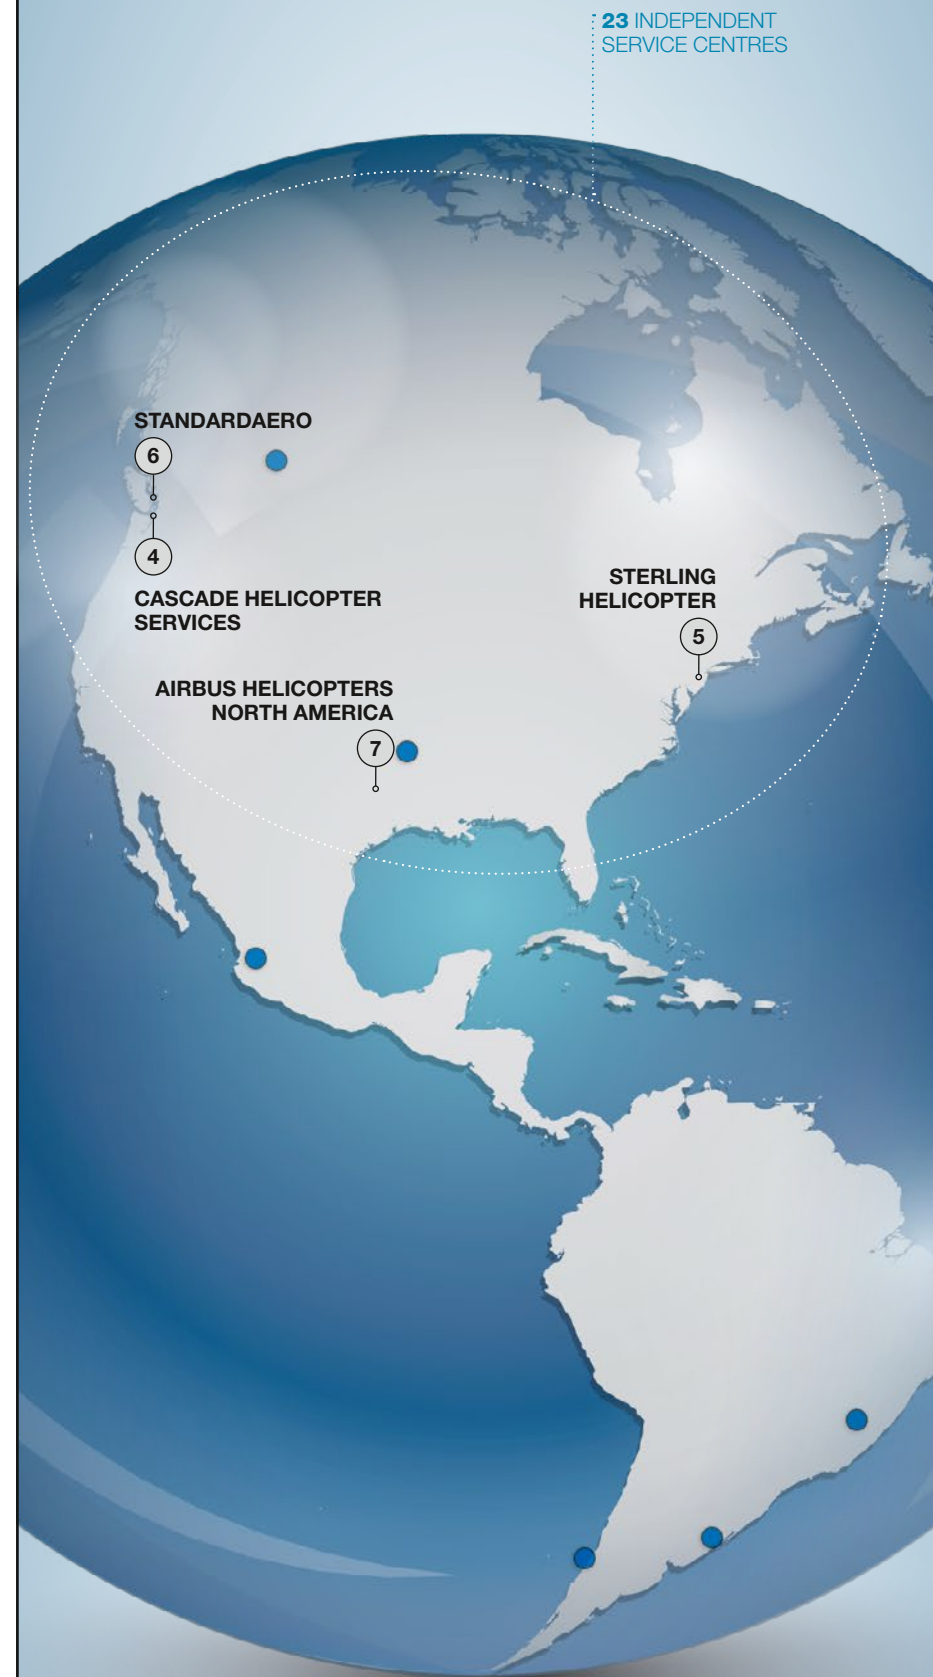 23 INDEPENDENT
SERVICE CENTRES
STANDARDAERO
6
4
CASCADE HELICOPTER
SERVICES
STERLING
HELICOPTER
5
AIRBUS HELICOPTERS
NORTH AMERICA
7